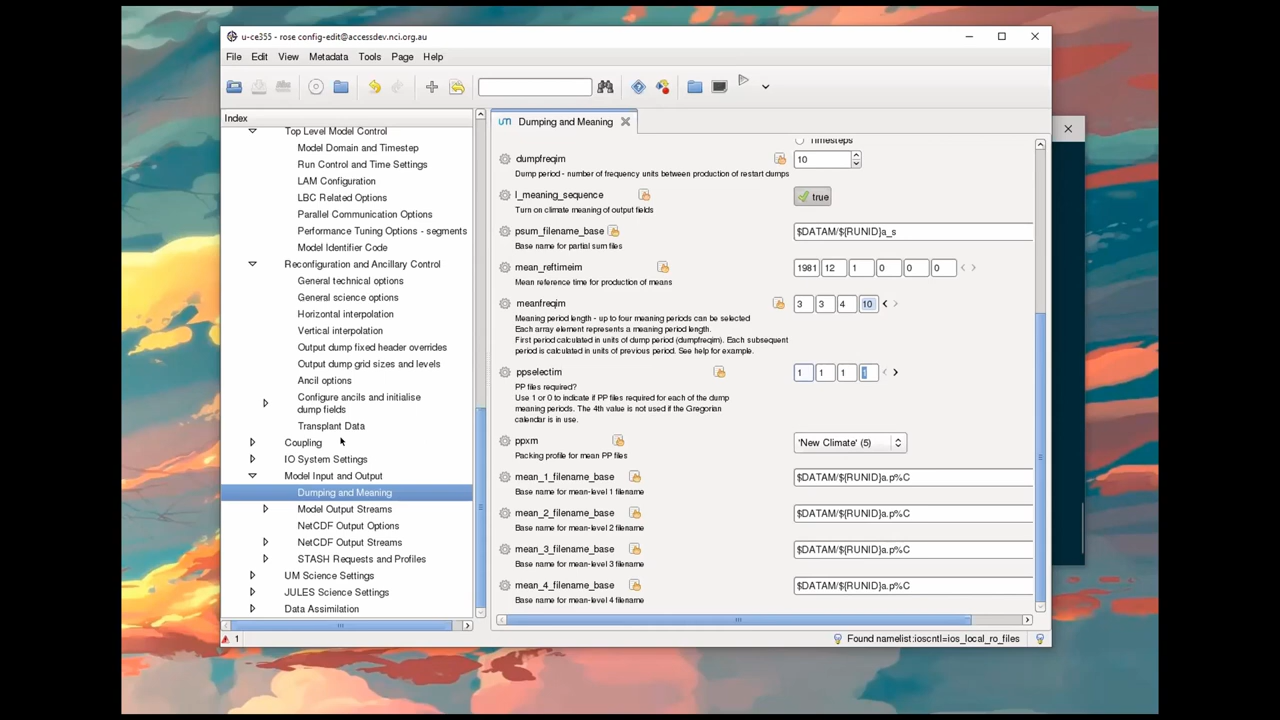 u-ce355 - rose config-edit@accessdev.nci.org.au
File Edit View Metadata Tools Page Help
Index
Top Level Model Control
Model Domain and Timestep
Run Control and Time Settings
LAM Configuration
LBC Related Options
Parallel Communication Options
Performance Tuning Options - segments
Model Identifier Code
Reconfiguration and Ancillary Control
General technical options
General science options
Horizontal interpolation
Vertical interpolation
Output dump fixed header overrides
Output dump grid sizes and levels
Ancil options
Configure ancils and initialise
dump fields
Transplant Data
Coupling
IO System Settings
Model Input and Output
Dumping and Meaning
Model Output Streams
NetCDF Output Options
NetCDF Output Streams
STASH Requests and Profiles
UM Science Settings
JULES Science Settings
Data Assimilation
1
um Dumping and Meaning
Timesteps
dumpfreqim 10
Dump period - number of frequency units between production of restart dumps
l_meaning_sequence true
Turn on climate meaning of output fields
psum_filename_base $DATAM/${RUNID}a_s
Base name for partial sum files
mean_reftimeim 1981 12 1 0 0 0
Mean reference time for production of means
meanfreqim 3 3 4 10
Meaning period length - up to four meaning periods can be selected
Each array element represents a meaning period length.
First period calculated in units of dump period (dumpfreqim). Each subsequent
period is calculated in units of previous period. See help for example.
ppselectim 1 1 1 1
PP files required?
Use 1 or 0 to indicate if PP files required for each of the dump
meaning periods. The 4th value is not used if the Gregorian
calendar is in use.
ppxm 'New Climate' (5)
Packing profile for mean PP files
mean_1_filename_base $DATAM/${RUNID}a.p%C
Base name for mean-level 1 filename
mean_2_filename_base $DATAM/${RUNID}a.p%C
Base name for mean-level 2 filename
mean_3_filename_base $DATAM/${RUNID}a.p%C
Base name for mean-level 3 filename
mean_4_filename_base $DATAM/${RUNID}a.p%C
Base name for mean-level 4 filename
Found namelist:ioscntl=ios_local_ro_files